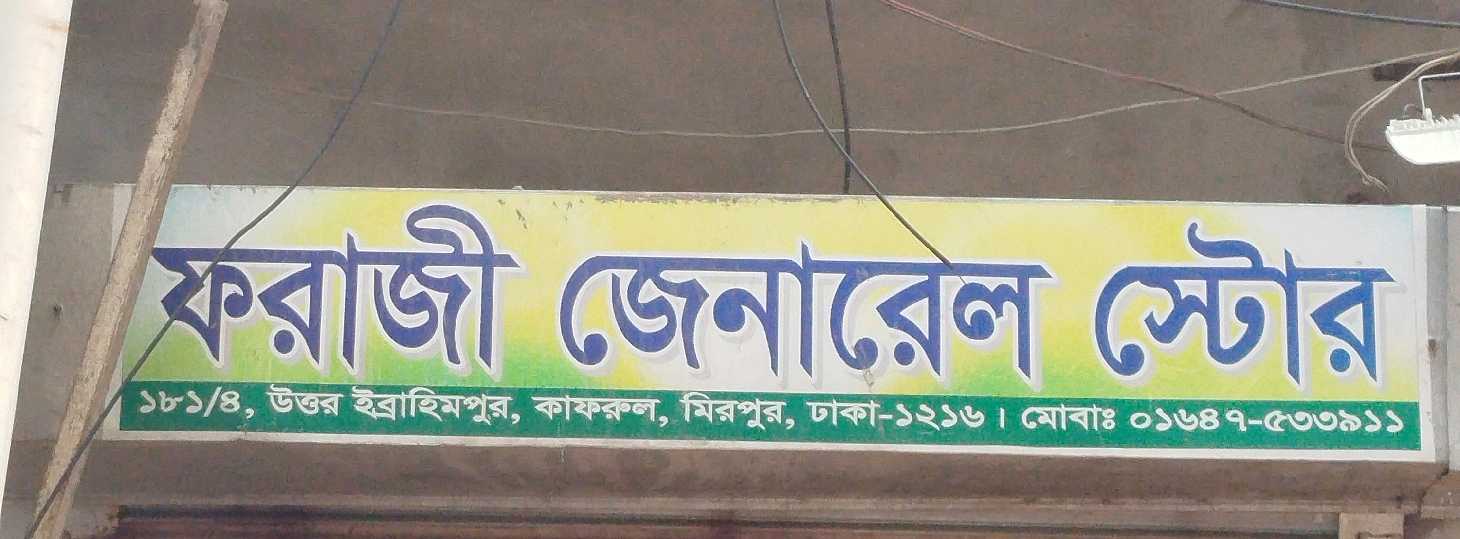 ফরাজী জেনারেল স্টোর
১৮১/৪, উত্তর ইব্রাহিমপুর, কাফরুল, মিরপুর, ঢাকা-১২১৬। মোবাঃ ০১৬৪৭-৫৩৩৯১১